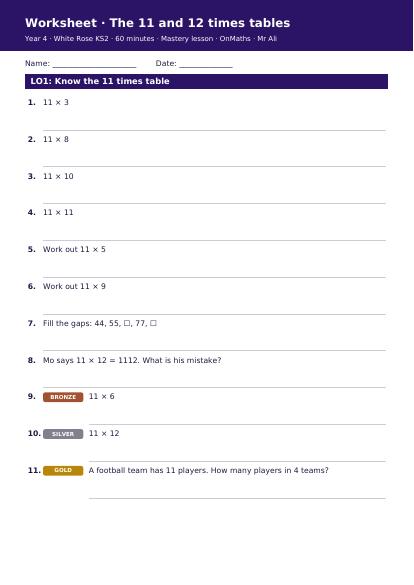 Worksheet · The 11 and 12 times tables
Year 4 · White Rose KS2 · 60 minutes · Mastery lesson · OnMaths · Mr Ali
Name: ______________________ Date: ______________
LO1: Know the 11 times table
1. 11 × 3
2. 11 × 8
3. 11 × 10
4. 11 × 11
5. Work out 11 × 5
6. Work out 11 × 9
7. Fill the gaps: 44, 55, ☐, 77, ☐
8. Mo says 11 × 12 = 1112. What is his mistake?
9. BRONZE 11 × 6
10. SILVER 11 × 12
11. GOLD A football team has 11 players. How many players in 4 teams?